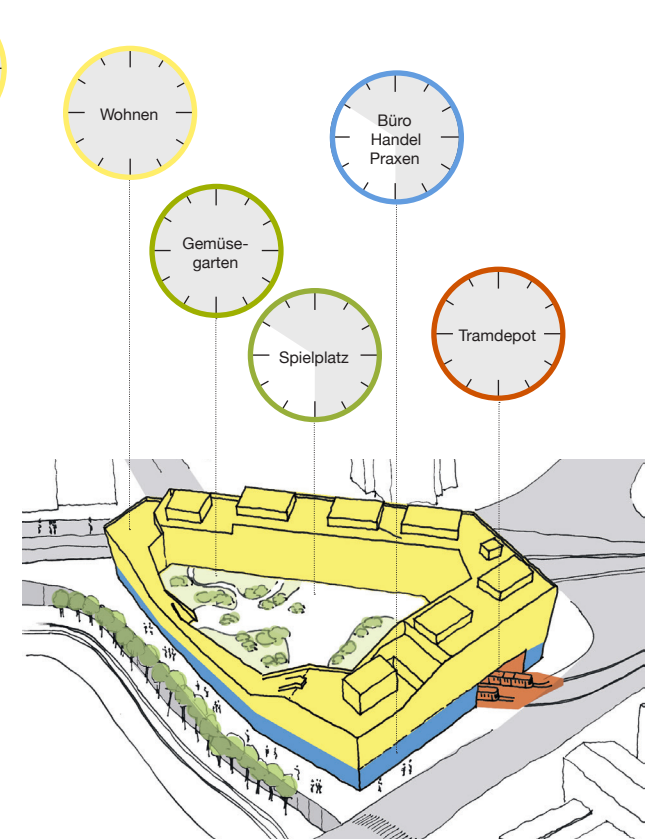 Wohnen
Büro
Handel
Praxen
Gemüse-
garten
Tramdepot
Spielplatz